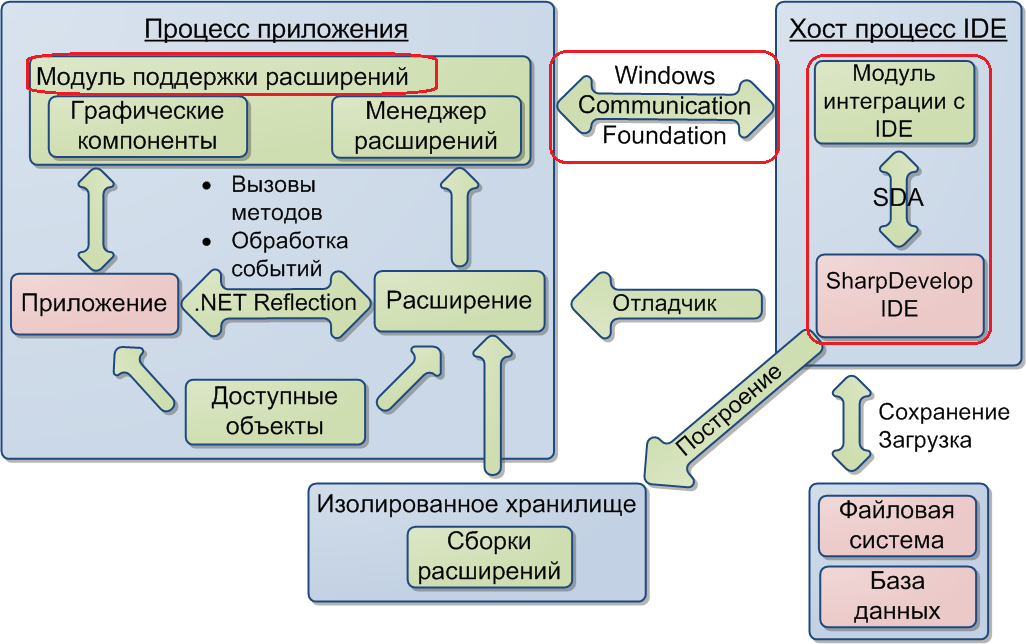 Процесс приложения
Модуль поддержки расширений
Графические
компоненты
Менеджер
расширений
• Вызовы
методов
• Обработка
событий
Приложение
.NET Reflection
Расширение
Доступные
объекты
Windows
Communication
Foundation
Хост процесс IDE
Модуль
интеграции с
IDE
SDA
SharpDevelop
IDE
Отладчик
Построение
Сохранение
Загрузка
Изолированное хранилище
Сборки
расширений
Файловая
система
База
данных